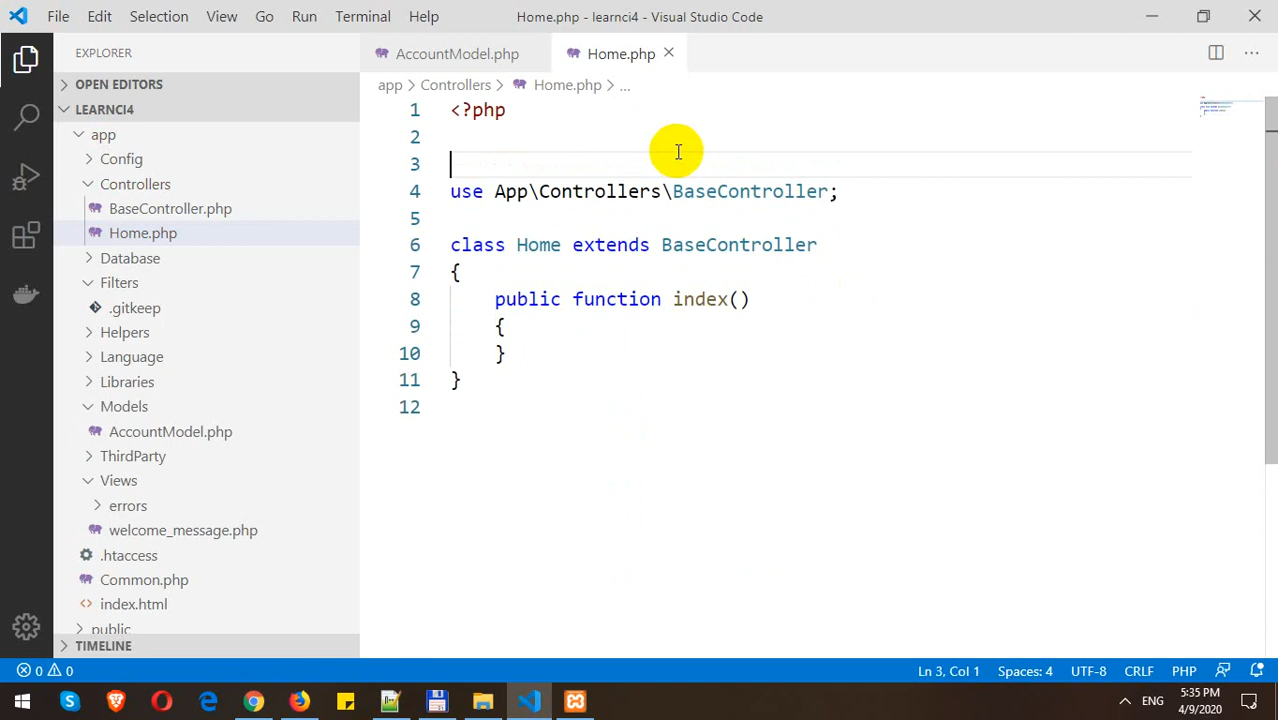 File Edit Selection View Go Run Terminal Help Home.php - learnci4 - Visual Studio Code
EXPLORER
OPEN EDITORS
LEARNCI4
app
Config
Controllers
BaseController.php
Home.php
Database
Filters
.gitkeep
Helpers
Language
Libraries
Models
AccountModel.php
ThirdParty
Views
errors
welcome_message.php
.htaccess
Common.php
index.html
public
TIMELINE
AccountModel.php Home.php
app > Controllers > Home.php > ...
1 <?php
2
3
4 use App\Controllers\BaseController;
5
6 class Home extends BaseController
7 {
8 public function index()
9 {
10 }
11 }
12
0 0 Ln 3, Col 1 Spaces: 4 UTF-8 CRLF PHP
ENG 5:35 PM
4/9/2020